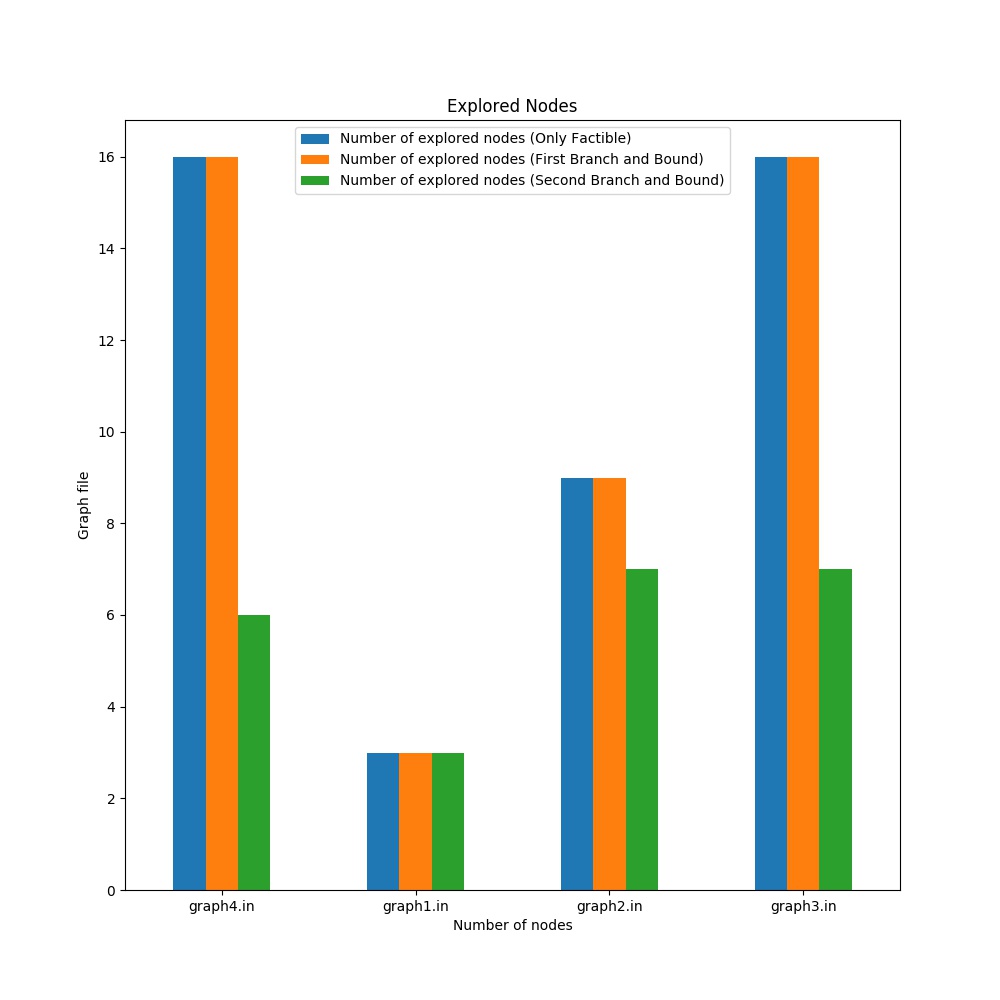 Explored Nodes
Number of explored nodes (Only Factible)
Number of explored nodes (First Branch and Bound)
Number of explored nodes (Second Branch and Bound)
16
14
12
10
8
6
4
2
0
Graph file
graph4.in graph1.in graph2.in graph3.in
Number of nodes